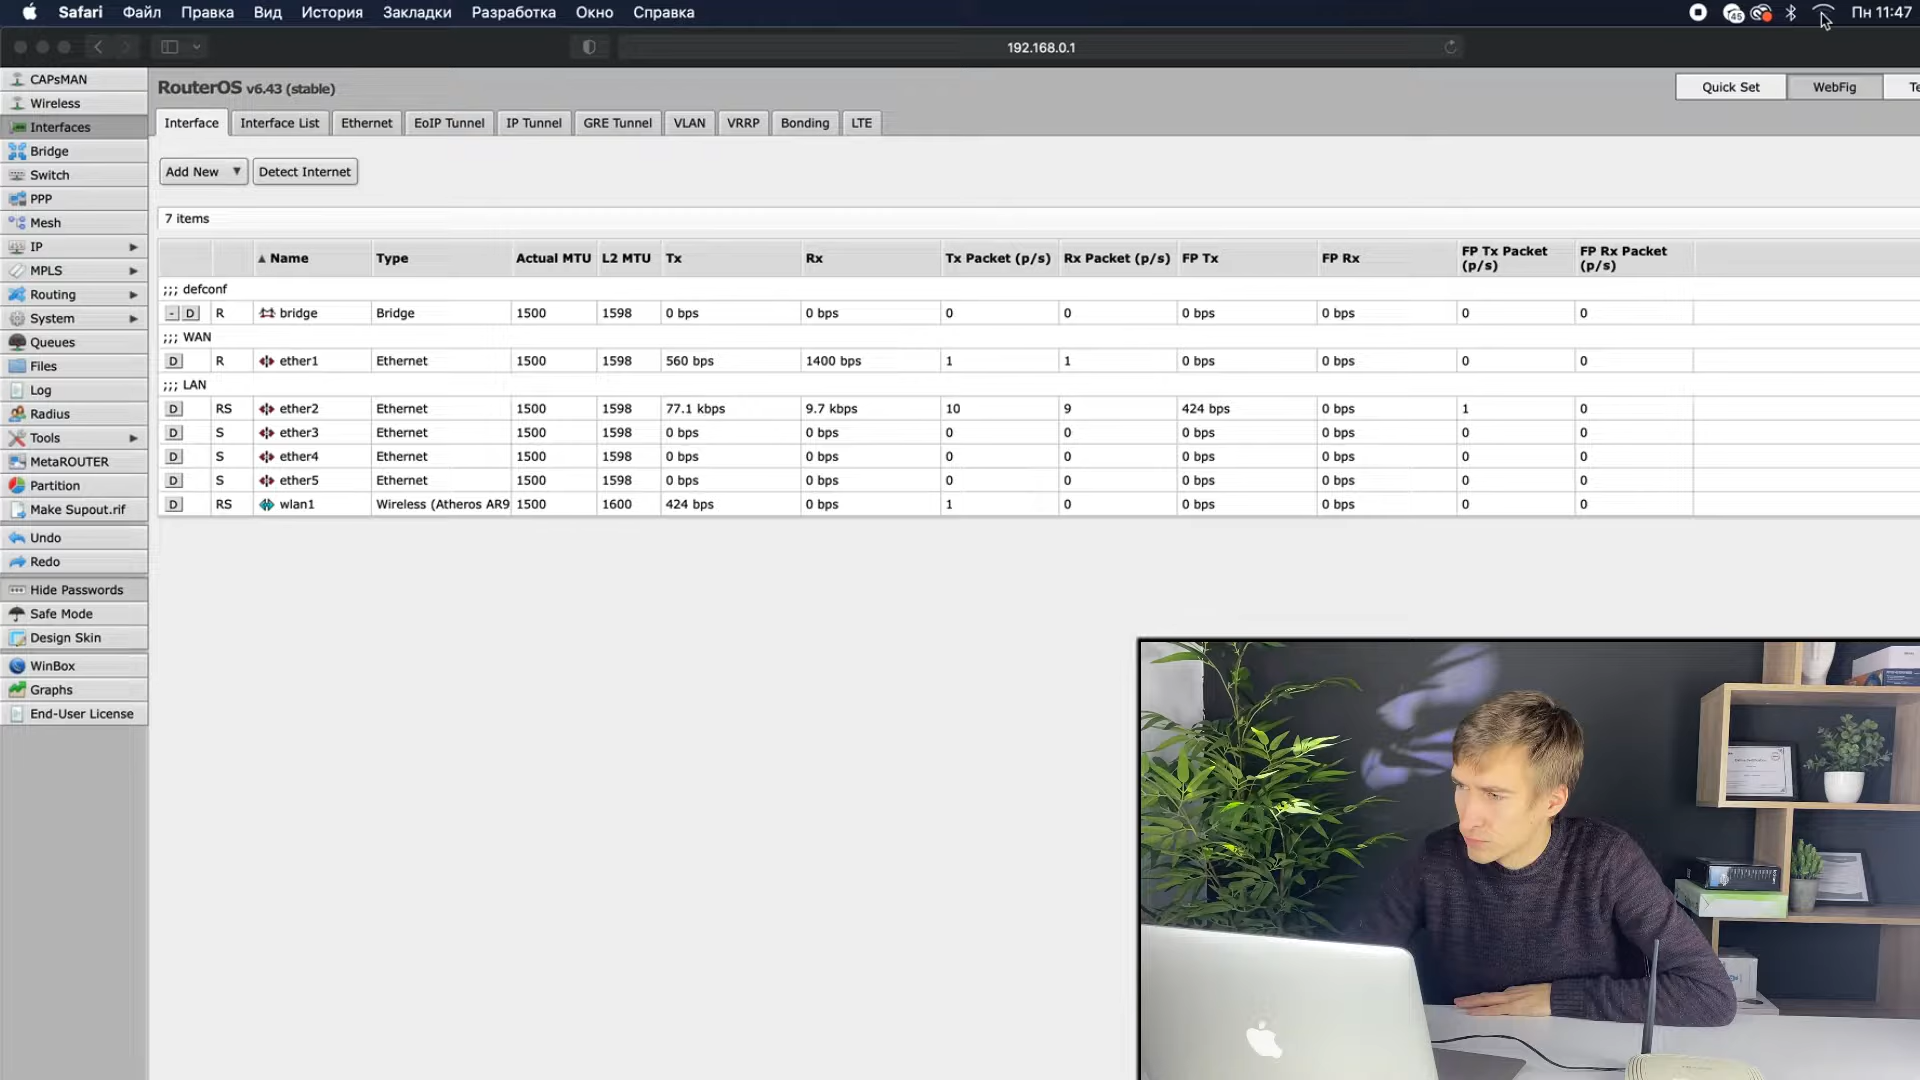 Safari Файл Правка Вид История Закладки Разработка Окно Справка 45 Пн 11:47
192.168.0.1
CAPsMAN
Wireless
Interfaces
Bridge
Switch
PPP
Mesh
IP
MPLS
Routing
System
Queues
Files
Log
Radius
Tools
MetaROUTER
Partition
Make Supout.rif
Undo
Redo
Hide Passwords
Safe Mode
Design Skin
WinBox
Graphs
End-User License
RouterOS v6.43 (stable)
Quick Set WebFig Te
Interface Interface List Ethernet EoIP Tunnel IP Tunnel GRE Tunnel VLAN VRRP Bonding LTE
Add New Detect Internet
7 items
Name Type Actual MTU L2 MTU Tx Rx Tx Packet (p/s) Rx Packet (p/s) FP Tx FP Rx FP Tx Packet (p/s) FP Rx Packet (p/s)
;;; defconf
- D R bridge Bridge 1500 1598 0 bps 0 bps 0 0 0 bps 0 bps 0 0
;;; WAN
D R ether1 Ethernet 1500 1598 560 bps 1400 bps 1 1 0 bps 0 bps 0 0
;;; LAN
D RS ether2 Ethernet 1500 1598 77.1 kbps 9.7 kbps 10 9 424 bps 0 bps 1 0
D S ether3 Ethernet 1500 1598 0 bps 0 bps 0 0 0 bps 0 bps 0 0
D S ether4 Ethernet 1500 1598 0 bps 0 bps 0 0 0 bps 0 bps 0 0
D S ether5 Ethernet 1500 1598 0 bps 0 bps 0 0 0 bps 0 bps 0 0
D RS wlan1 Wireless (Atheros AR9 1500 1600 424 bps 0 bps 1 0 0 bps 0 bps 0 0